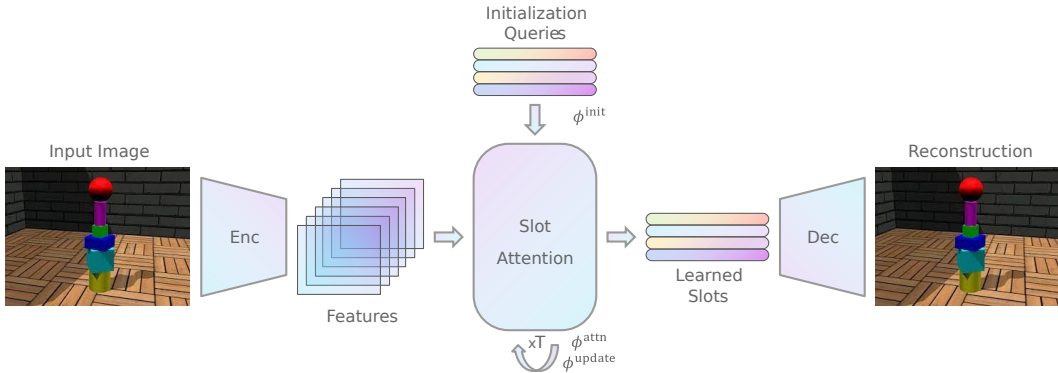 Initialization
Queries
ϕ^init
Input Image
Reconstruction
Enc
Slot
Attention
Dec
Features
Learned
Slots
xT
ϕ^attn
ϕ^update